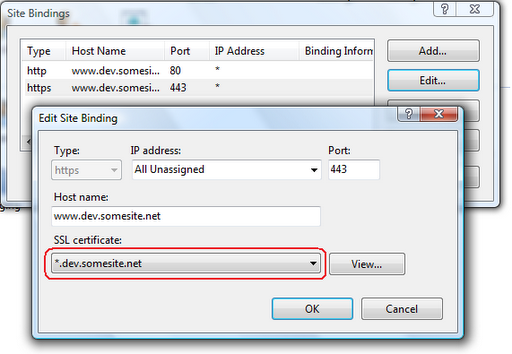 Site Bindings
Type Host Name Port IP Address Binding Inform
http www.dev.somesi... 80 *
https www.dev.somesi... 443 *
Add...
Edit...
Edit Site Binding
Type: IP address: Port:
https All Unassigned 443
Host name:
www.dev.somesite.net
SSL certificate:
*.dev.somesite.net View...
OK Cancel